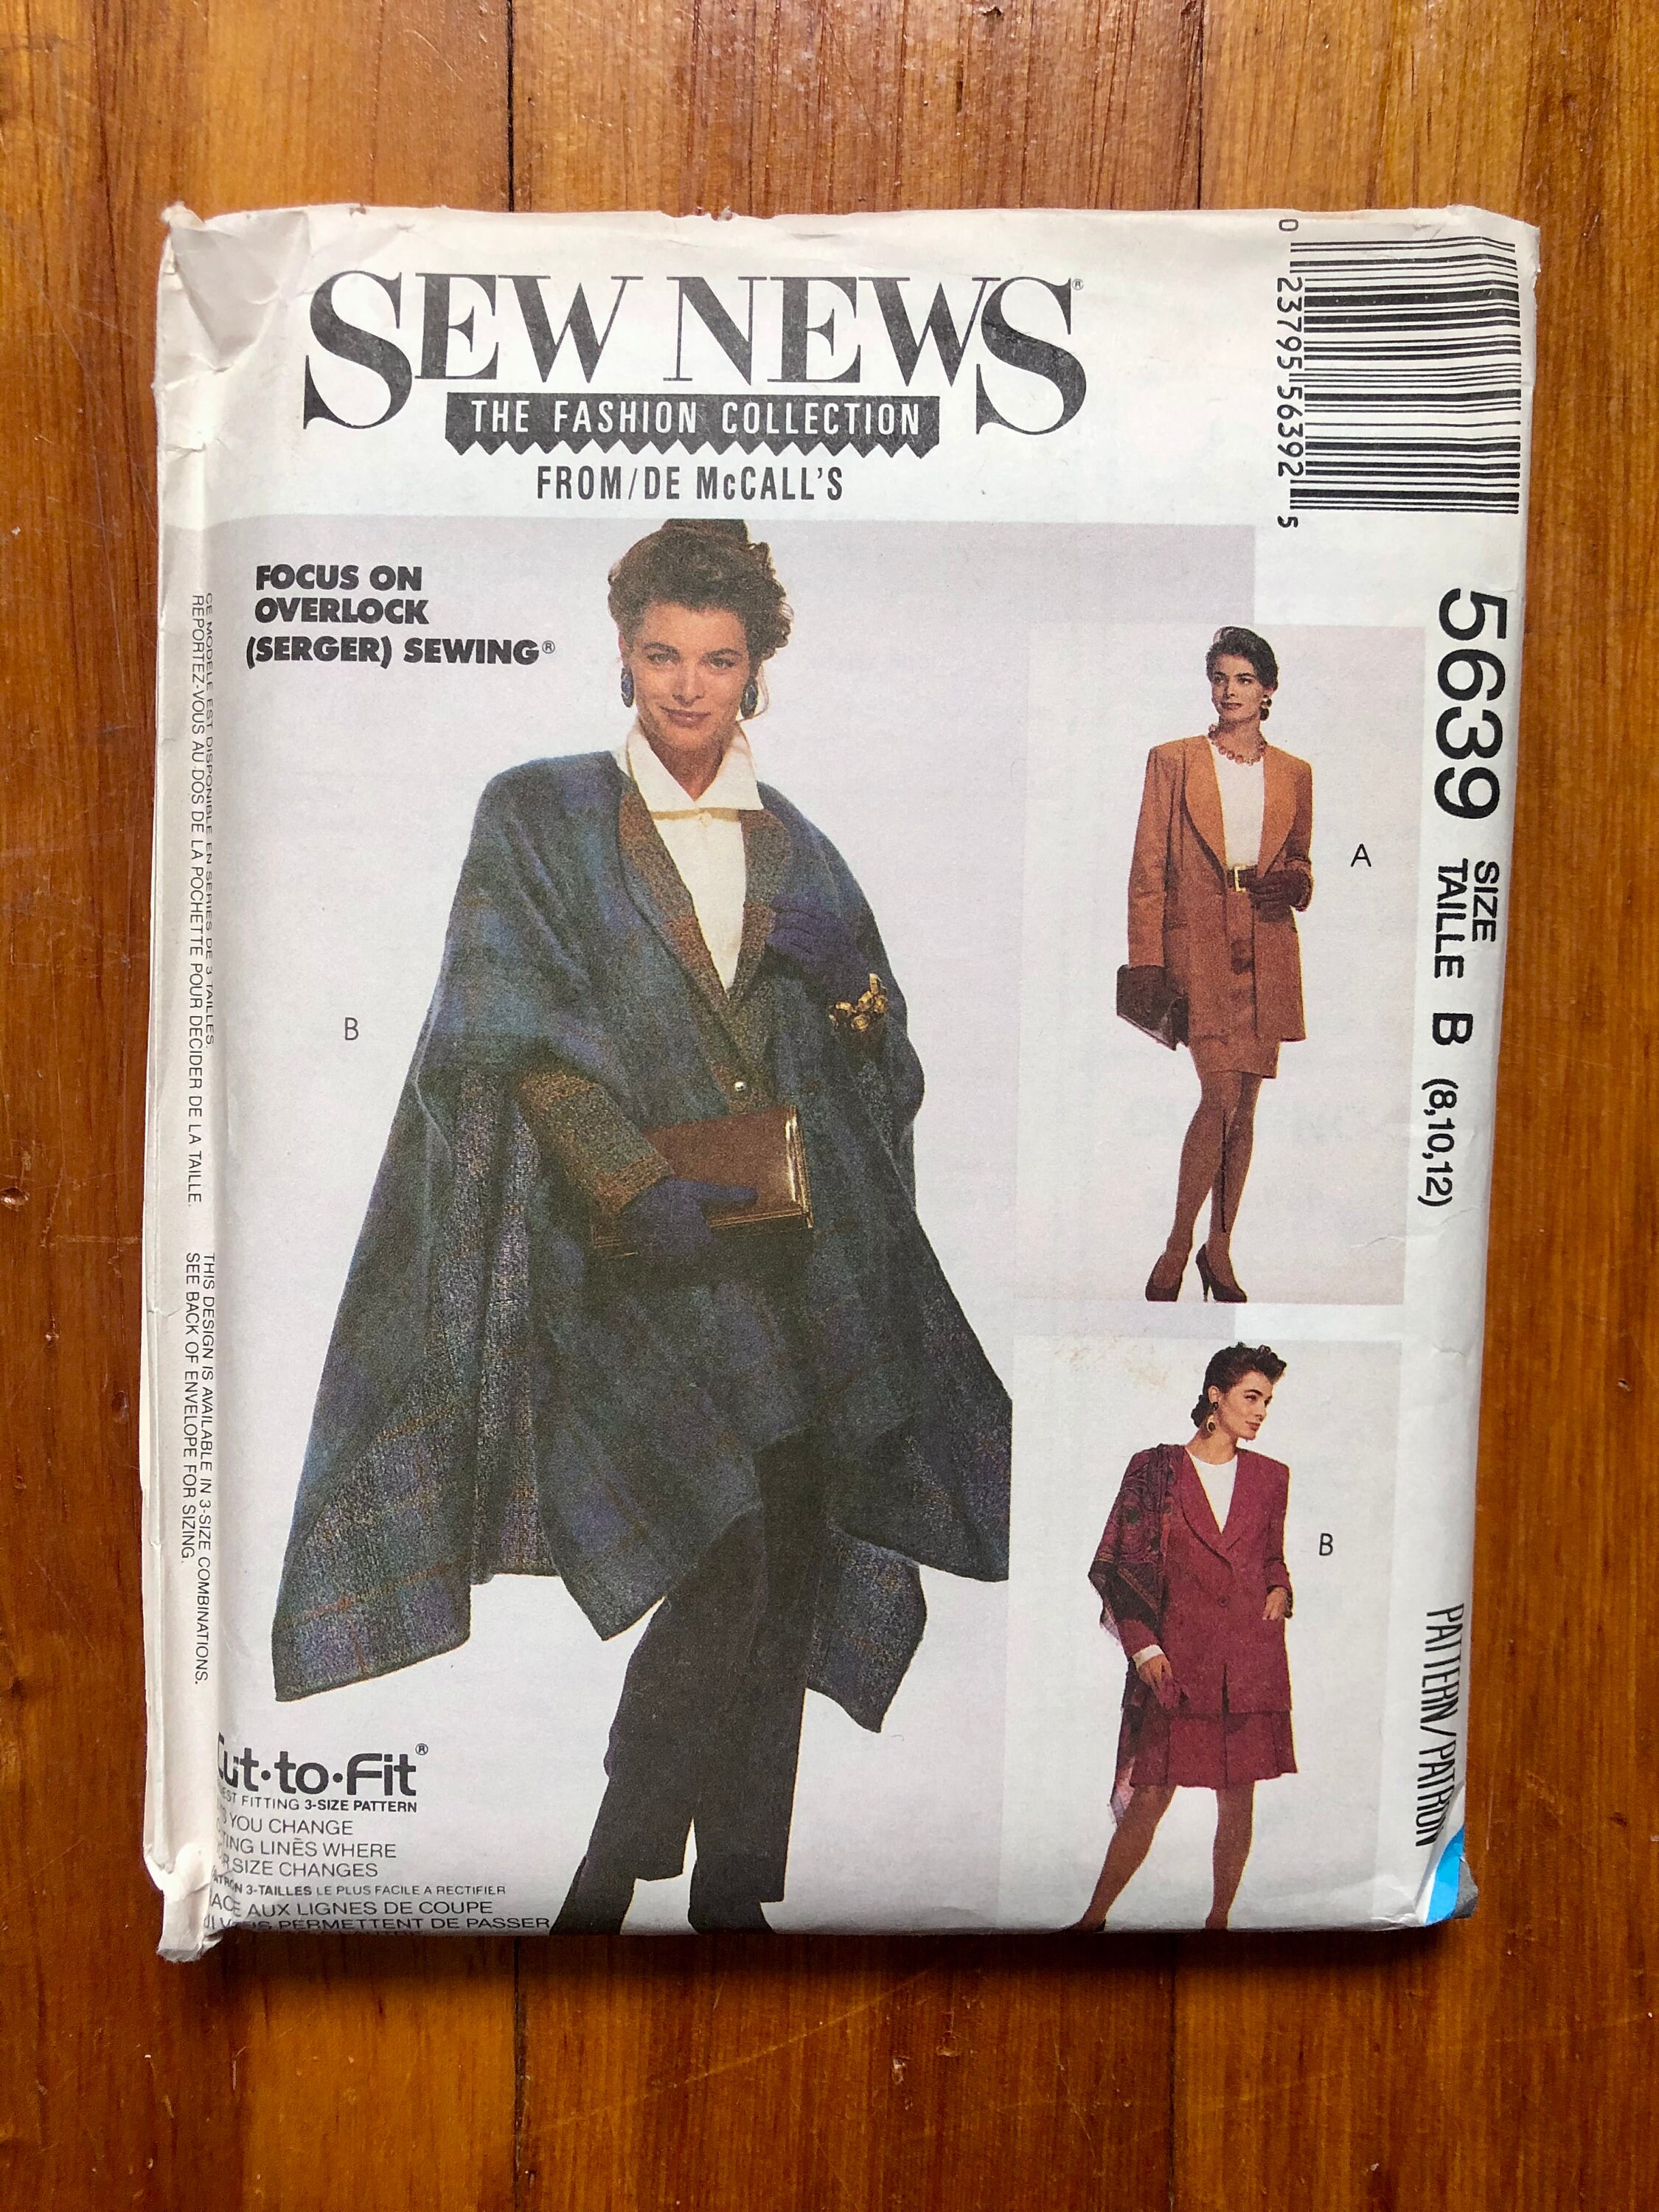 SEW NEWS®
THE FASHION COLLECTION
FROM/DE McCALL'S
0 23795 56392 5
FOCUS ON
OVERLOCK
(SERGER) SEWING®
5639
SIZE
TAILLE B (8,10,12)
PATTERN/PATRON
A
B
B
CE MODELE EST DISPONIBLE EN SERIES DE 3 TAILLES.
REPORTEZ-VOUS AU DOS DE LA POCHETTE POUR DECIDER DE LA TAILLE.
THIS DESIGN IS AVAILABLE IN 3-SIZE COMBINATIONS.
SEE BACK OF ENVELOPE FOR SIZING.
Cut•to•Fit®
FITTING 3-SIZE PATTERN
YOU CHANGE
LINES WHERE
SIZE CHANGES
3-TAILLES LE PLUS FACILE A RECTIFIER
AUX LIGNES DE COUPE
PERMETTENT DE PASSER